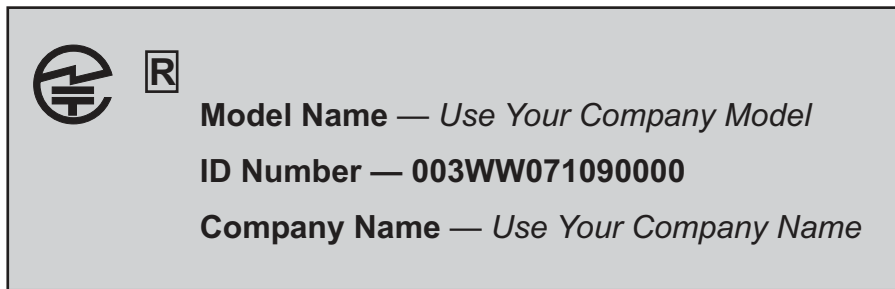 R
Model Name — Use Your Company Model
ID Number — 003WW071090000
Company Name — Use Your Company Name